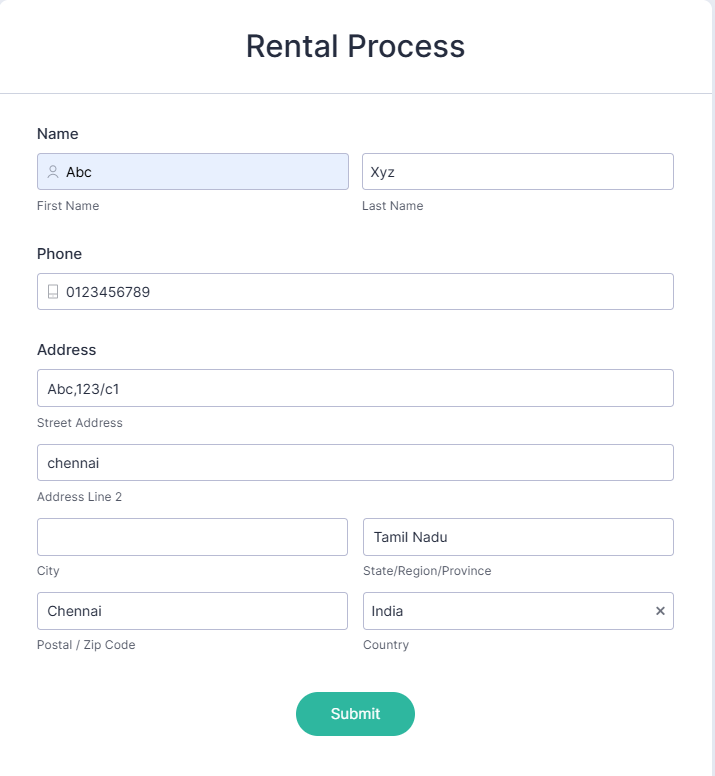 Rental Process
Name
Abc Xyz
First Name Last Name
Phone
0123456789
Address
Abc,123/c1
Street Address
chennai
Address Line 2
Tamil Nadu
City State/Region/Province
Chennai India ×
Postal / Zip Code Country
Submit